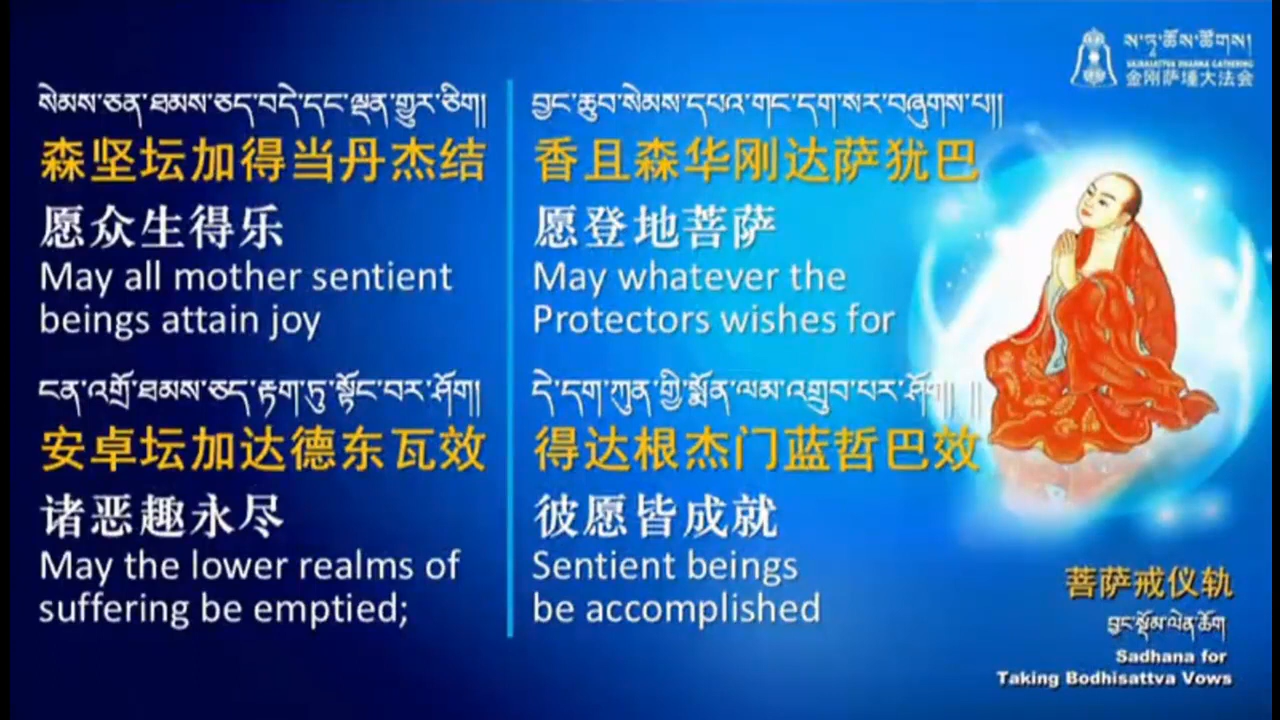 སེམས་ཅན་ཐམས་ཅད་བདེ་དང་ལྡན་གྱུར་ཅིག།
森坚坛加得当丹杰结
愿众生得乐
May all mother sentient
beings attain joy
ངན་འགྲོ་ཐམས་ཅད་རྟག་ཏུ་སྟོང་བར་ཤོག།
安卓坛加达德东瓦效
诸恶趣永尽
May the lower realms of
suffering be emptied;
བྱང་ཆུབ་སེམས་དཔའ་གང་དག་སར་བཞུགས་པ།།
香且森华刚达萨犹巴
愿登地菩萨
May whatever the
Protectors wishes for
དེ་དག་ཀུན་གྱི་སྨོན་ལམ་འགྲུབ་པར་ཤོག། །།
得达根杰门蓝哲巴效
彼愿皆成就
Sentient beings
be accomplished
ས་ཏྭ་ཚོས་ཚོགས།
VAJRASATTVA DHARMA GATHERING
金刚萨埵大法会
菩萨戒仪轨
བྱང་སྡོམ་ལེན་ཆོག
Sadhana for
Taking Bodhisattva Vows